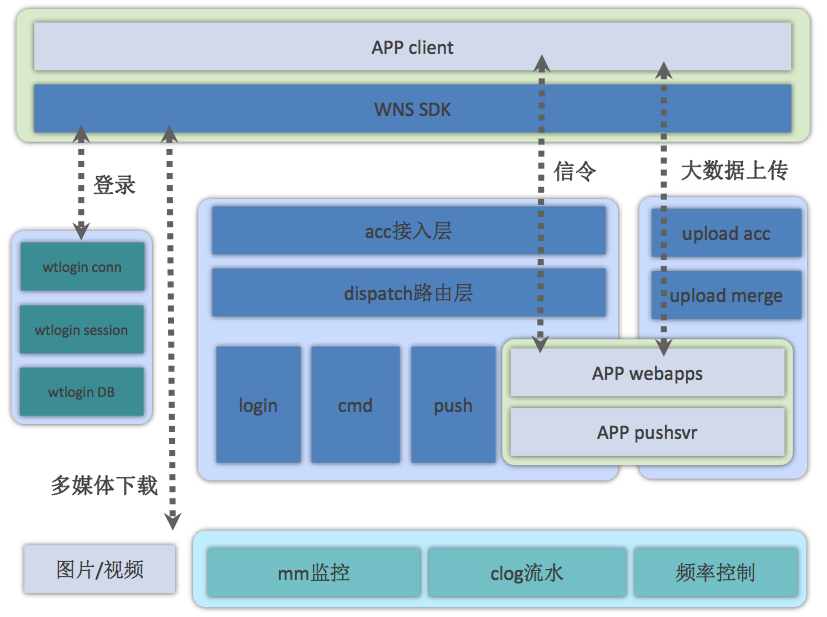 APP client
WNS SDK
登录
信令
大数据上传
wtlogin conn
wtlogin session
wtlogin DB
acc接入层
dispatch路由层
login
cmd
push
upload acc
upload merge
APP webapps
APP pushsvr
多媒体下载
图片/视频
mm监控
clog流水
频率控制